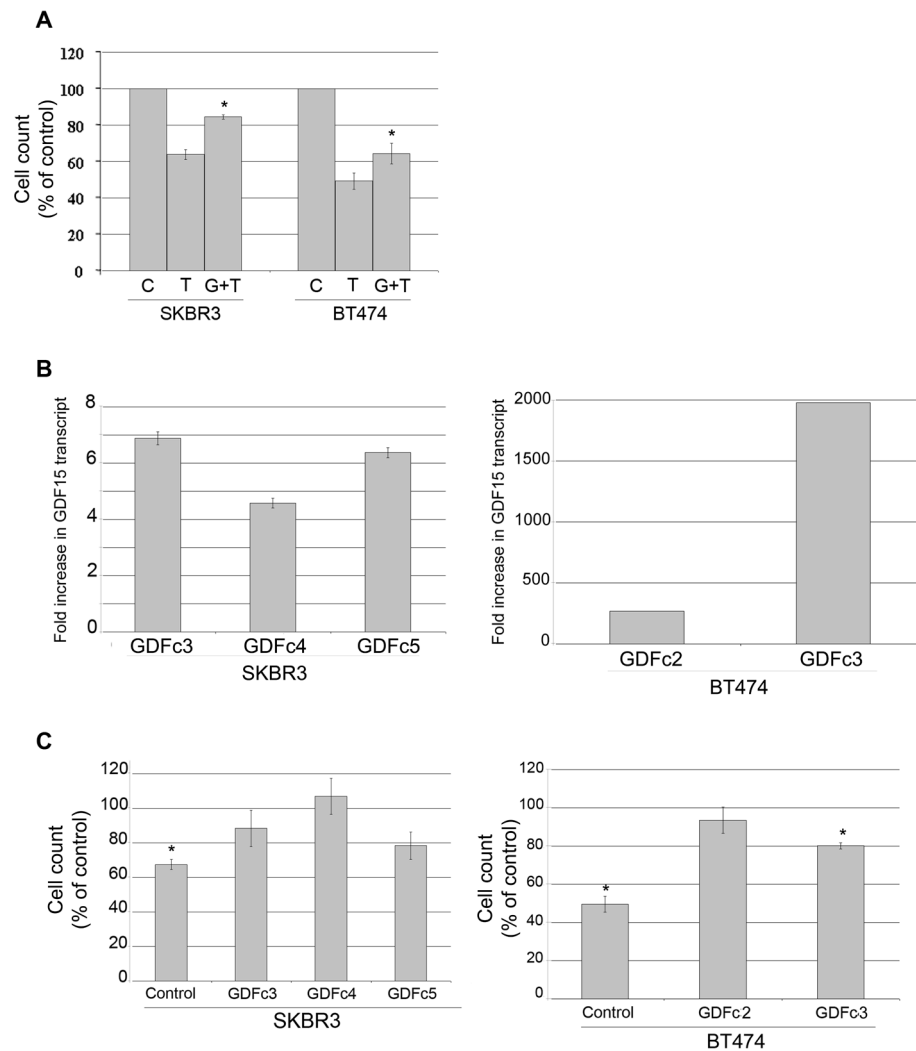 A
120
100
80
60
40
20
0
Cell count
(% of control)
*
*
C T G+T C T G+T
SKBR3 BT474
B
8
6
4
2
0
Fold increase in GDF15 transcript
GDFc3 GDFc4 GDFc5
SKBR3
2000
1500
1000
500
0
Fold increase in GDF15 transcript
GDFc2 GDFc3
BT474
C
120
100
80
60
40
20
0
Cell count
(% of control)
*
Control GDFc3 GDFc4 GDFc5
SKBR3
120
100
80
60
40
20
0
Cell count
(% of control)
*
*
Control GDFc2 GDFc3
BT474